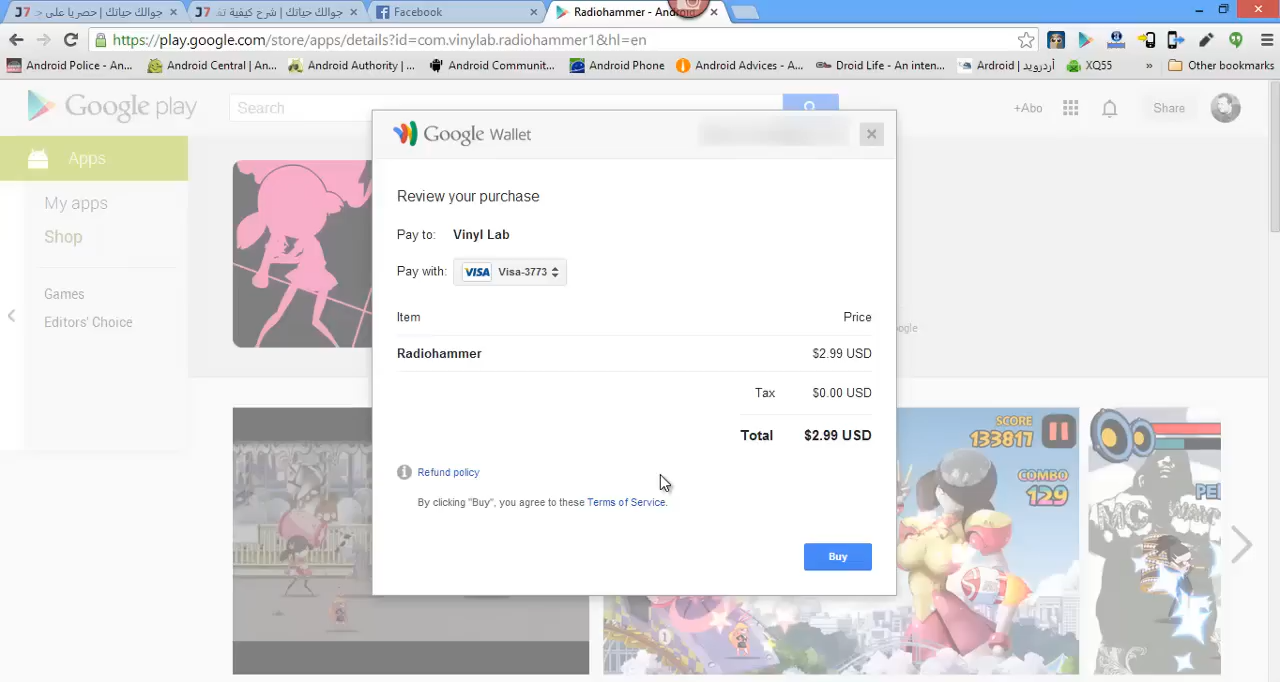 جوالك حياتك | حصريا على ج
جوالك حياتك | شرح كيفية تف
Facebook
Radiohammer - Andro
https://play.google.com/store/apps/details?id=com.vinylab.radiohammer1&hl=en
Android Police - An...
Android Central | An...
Android Authority | ...
Android Communit...
Android Phone
Android Advices - A...
Droid Life - An inten...
Ardroid | أردرويد
XQ55
»
Other bookmarks
Google play
Search
+Abo
Share
Apps
My apps
Shop
Games
Editors' Choice
Google Wallet
Review your purchase
Pay to: Vinyl Lab
Pay with: VISA Visa-3773
Item Price
Radiohammer $2.99 USD
Tax $0.00 USD
Total $2.99 USD
Refund policy
By clicking "Buy", you agree to these Terms of Service.
Buy
oogle
SCORE
133817
COMBO
129
MC